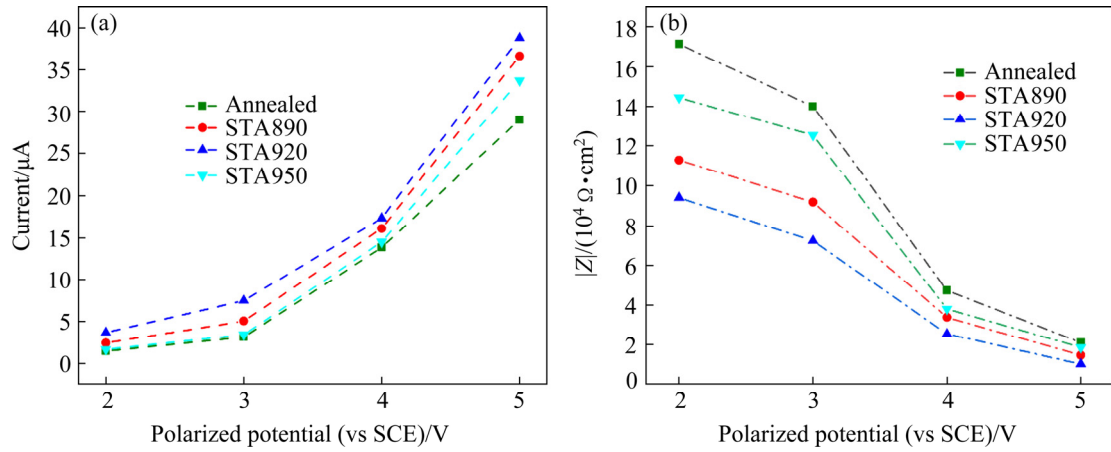 (a)
40
35
30
25
20
15
10
5
0
Current/μA
Annealed
STA890
STA920
STA950
2 3 4 5
Polarized potential (vs SCE)/V
(b)
18
16
14
12
10
8
6
4
2
0
|Z|/(10⁴ Ω•cm²)
Annealed
STA890
STA920
STA950
2 3 4 5
Polarized potential (vs SCE)/V